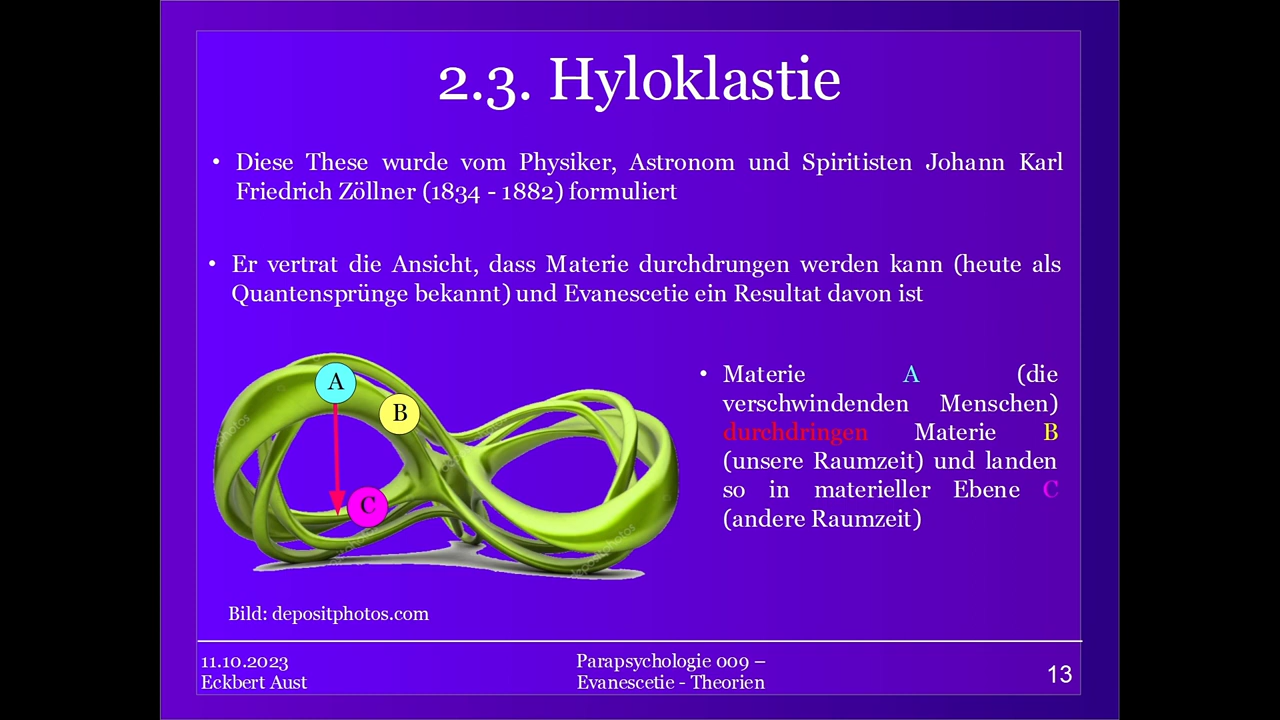 2.3. Hyloklastie
• Diese These wurde vom Physiker, Astronom und Spiritisten Johann Karl
Friedrich Zöllner (1834 - 1882) formuliert
• Er vertrat die Ansicht, dass Materie durchdrungen werden kann (heute als
Quantensprünge bekannt) und Evanescetie ein Resultat davon ist
A
B
C
depositphotos
depositphotos
• Materie A (die
verschwindenden Menschen)
durchdringen Materie B
(unsere Raumzeit) und landen
so in materieller Ebene C
(andere Raumzeit)
Bild: depositphotos.com
11.10.2023
Eckbert Aust
Parapsychologie 009 –
Evanescetie - Theorien
13